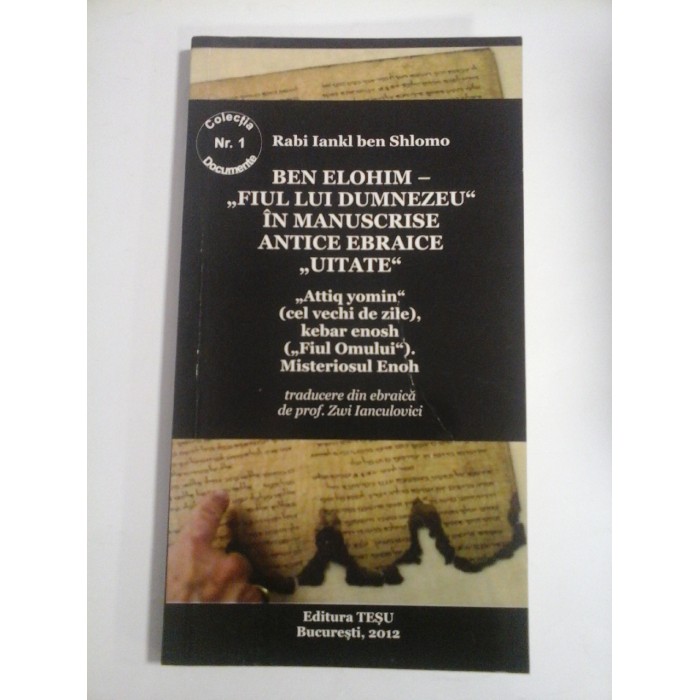 Colecția
Nr. 1
Documente
Rabi Iankl ben Shlomo
BEN ELOHIM –
„FIUL LUI DUMNEZEU“
ÎN MANUSCRISE
ANTICE EBRAICE
„UITATE“
„Attiq yomin“
(cel vechi de zile),
kebar enosh
(„Fiul Omului“).
Misteriosul Enoh
traducere din ebraică
de prof. Zwi Ianculovici
Editura TEȘU
București, 2012